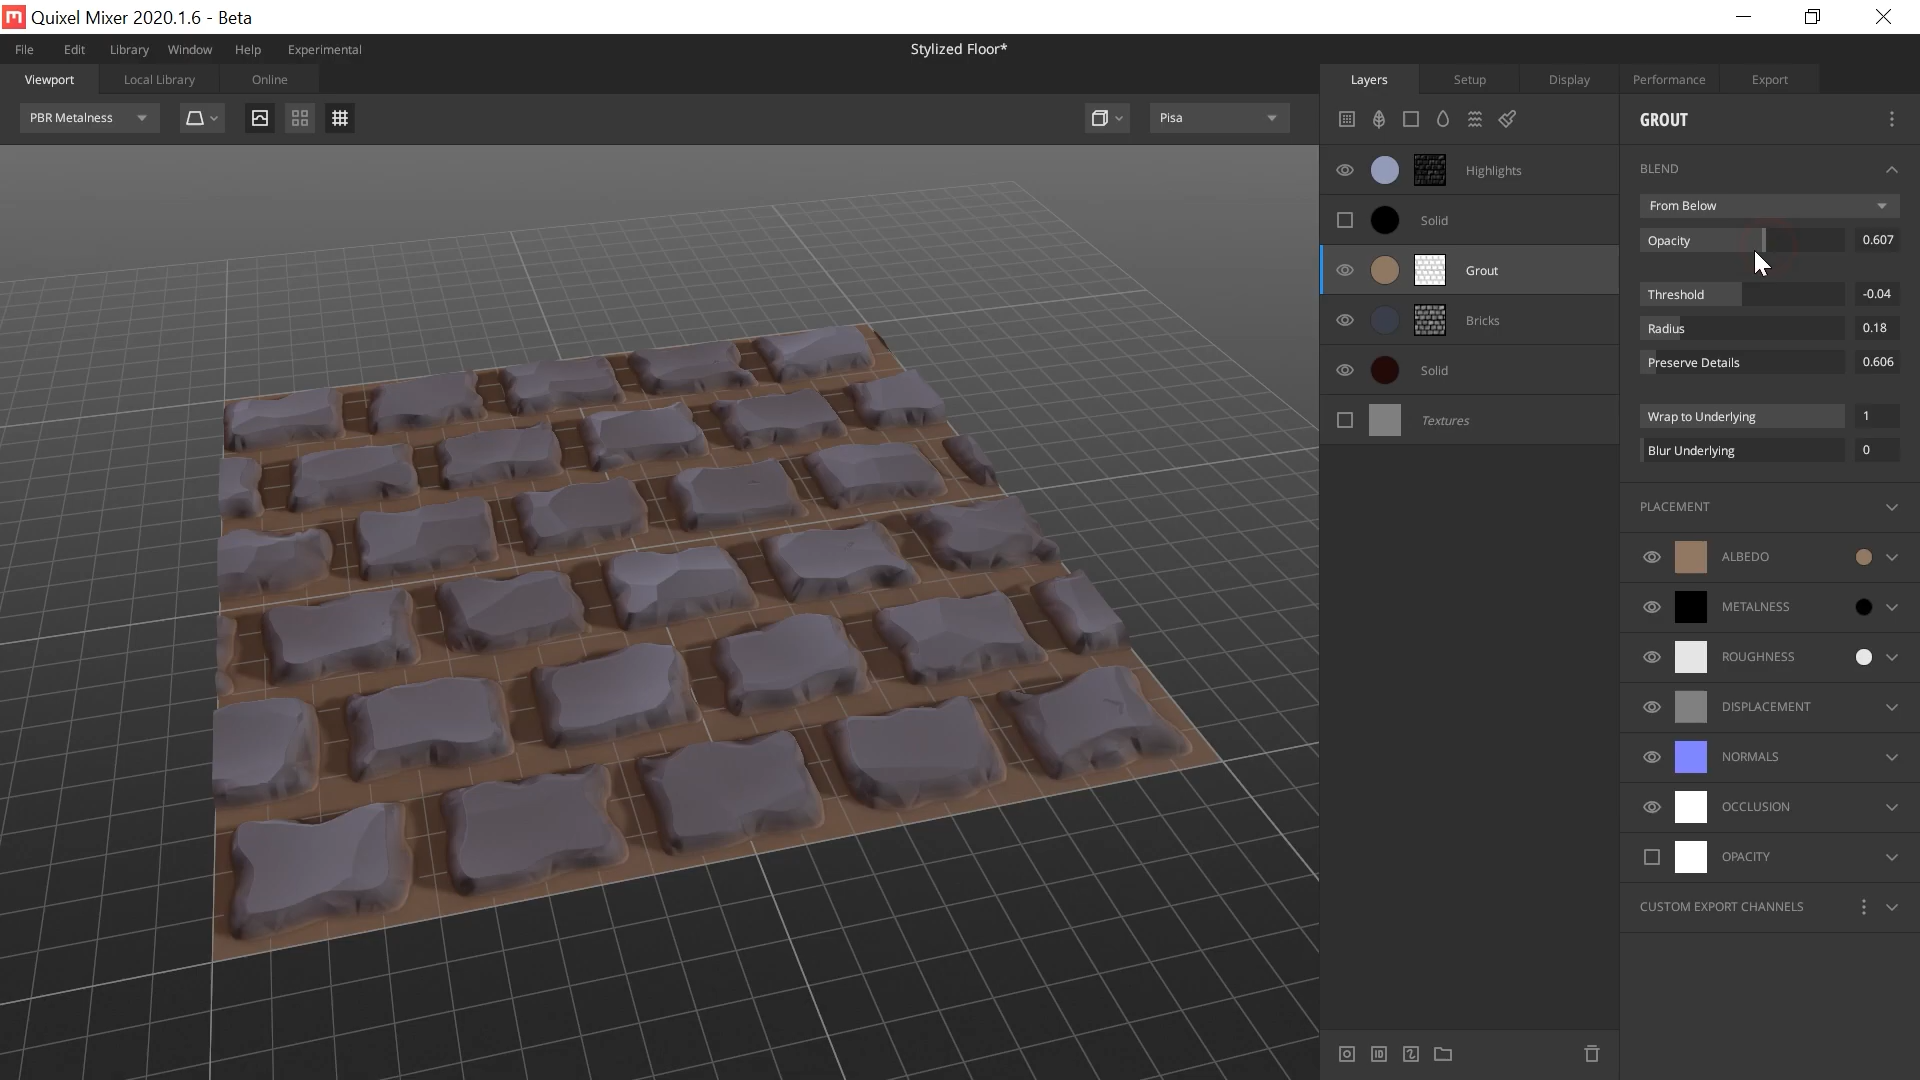 Quixel Mixer 2020.1.6 - Beta
File Edit Library Window Help Experimental
Stylized Floor*
Viewport Local Library Online
Layers Setup Display Performance Export
PBR Metalness
Pisa
GROUT
BLEND
From Below
Opacity 0.607
Threshold -0.04
Radius 0.18
Preserve Details 0.606
Wrap to Underlying 1
Blur Underlying 0
PLACEMENT
ALBEDO
METALNESS
ROUGHNESS
DISPLACEMENT
NORMALS
OCCLUSION
OPACITY
CUSTOM EXPORT CHANNELS
Highlights
Solid
Grout
Bricks
Solid
Textures